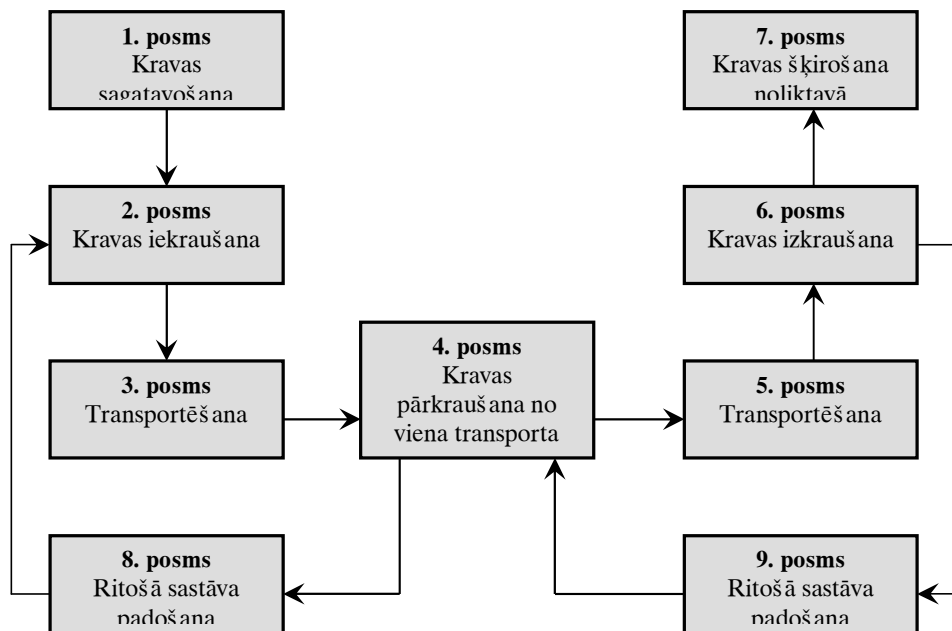 1. posms
Kravas
sagatavošana
7. posms
Kravas šķirošana
noliktavā
2. posms
Kravas iekraušana
6. posms
Kravas izkraušana
4. posms
Kravas
pārkraušana no
viena transporta
3. posms
Transportēšana
5. posms
Transportēšana
8. posms
Ritošā sastāva
padošana
9. posms
Ritošā sastāva
padošana